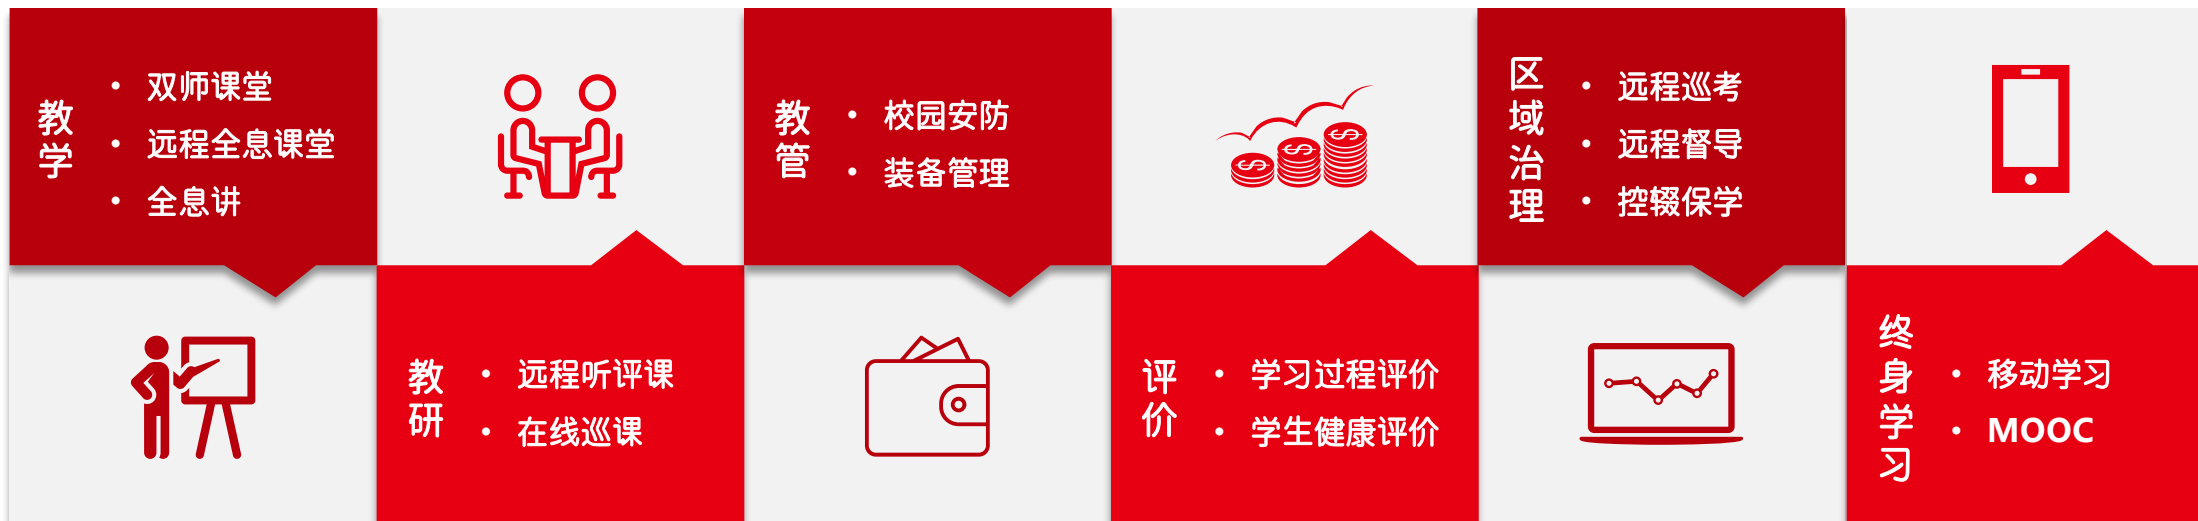 教学
双师课堂
远程全息课堂
全息讲
教研
远程听评课
在线巡课
教管
校园安防
装备管理
评价
学习过程评价
学生健康评价
区域治理
远程巡考
远程督导
控辍保学
终身学习
移动学习
MOOC